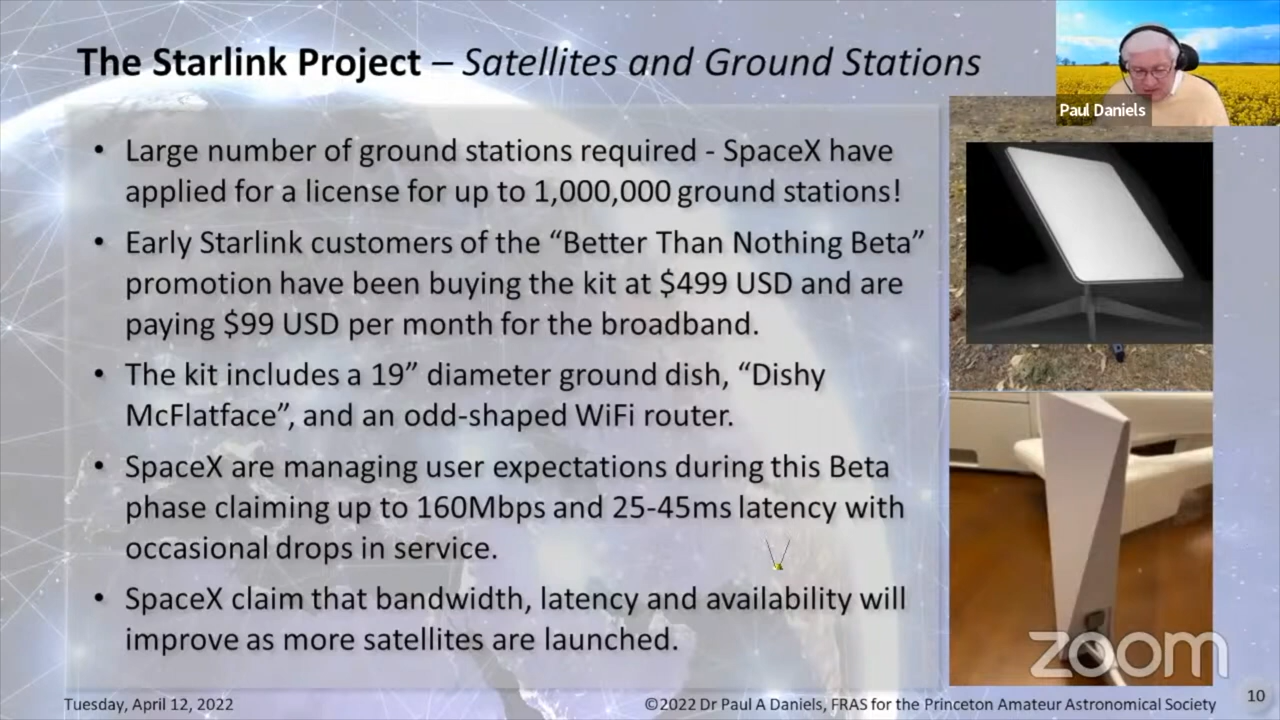 The Starlink Project – Satellites and Ground Stations
Paul Daniels
• Large number of ground stations required - SpaceX have
applied for a license for up to 1,000,000 ground stations!
• Early Starlink customers of the “Better Than Nothing Beta”
promotion have been buying the kit at $499 USD and are
paying $99 USD per month for the broadband.
• The kit includes a 19” diameter ground dish, “Dishy
McFlatface”, and an odd-shaped WiFi router.
• SpaceX are managing user expectations during this Beta
phase claiming up to 160Mbps and 25-45ms latency with
occasional drops in service.
• SpaceX claim that bandwidth, latency and availability will
improve as more satellites are launched.
zoom
Tuesday, April 12, 2022
©2022 Dr Paul A Daniels, FRAS for the Princeton Amateur Astronomical Society
10